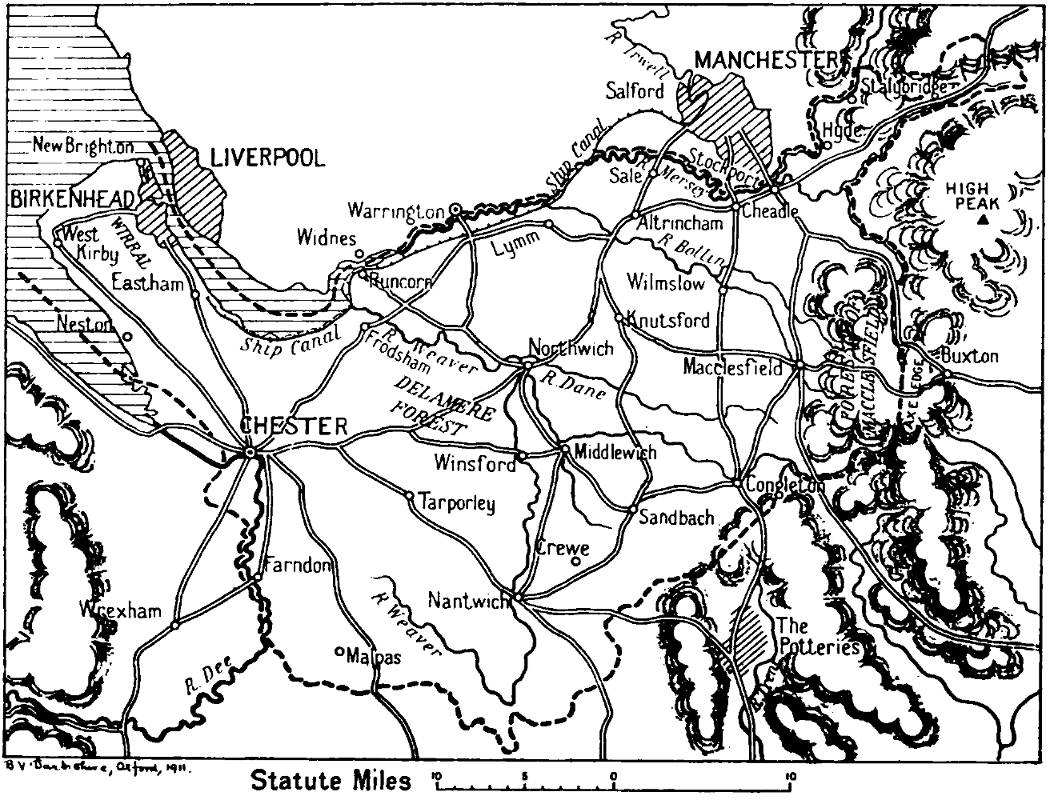 R. Irwell
MANCHESTER
Salford
Stalybridge
Hyde
New Brighton
LIVERPOOL
Ship Canal
Stockport
Sale
R. Mersey
BIRKENHEAD
HIGH
PEAK
Warrington
Altrincham
Cheadle
West
Kirby
WIRRAL
Widnes
Lymm
R. Bollin
Eastham
Runcorn
Wilmslow
Neston
Ship Canal
Knutsford
R. Weaver
Frodsham
Northwich
Macclesfield
FOREST OF
MACCLESFIELD
AXE EDGE
Buxton
R. Dane
DELAMERE
FOREST
CHESTER
Winsford
Middlewich
Congleton
Tarporley
Sandbach
Crewe
Farndon
Nantwich
Wrexham
R. Weaver
The
Potteries
Malpas
R. Dee
B.V. Darbishire, Oxford, 1911.
Statute Miles
10 5 0 10